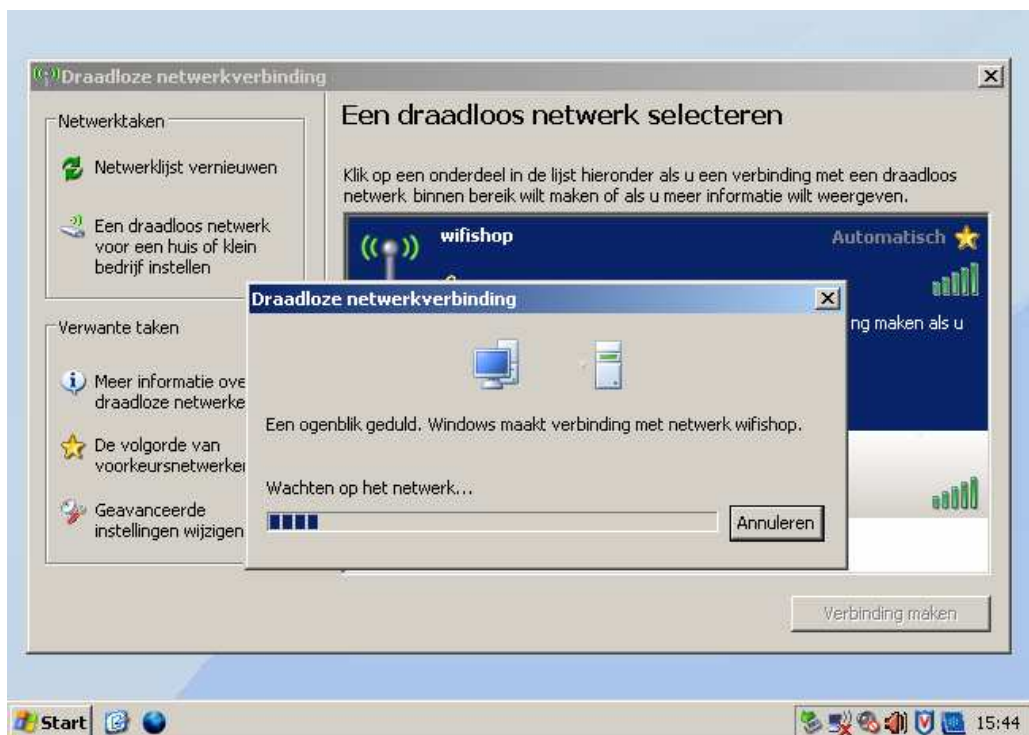 Draadloze netwerkverbinding
Netwerktaken
Netwerklijst vernieuwen
Een draadloos netwerk
voor een huis of klein
bedrijf instellen
Verwante taken
Meer informatie ove
draadloze netwerke
De volgorde van
voorkeursnetwerke
Geavanceerde
instellingen wijzigen
Een draadloos netwerk selecteren
Klik op een onderdeel in de lijst hieronder als u een verbinding met een draadloos
netwerk binnen bereik wilt maken of als u meer informatie wilt weergeven.
wifishop
Automatisch
ng maken als u
Draadloze netwerkverbinding
Een ogenblik geduld. Windows maakt verbinding met netwerk wifishop.
Wachten op het netwerk...
Annuleren
Verbinding maken
Start
15:44